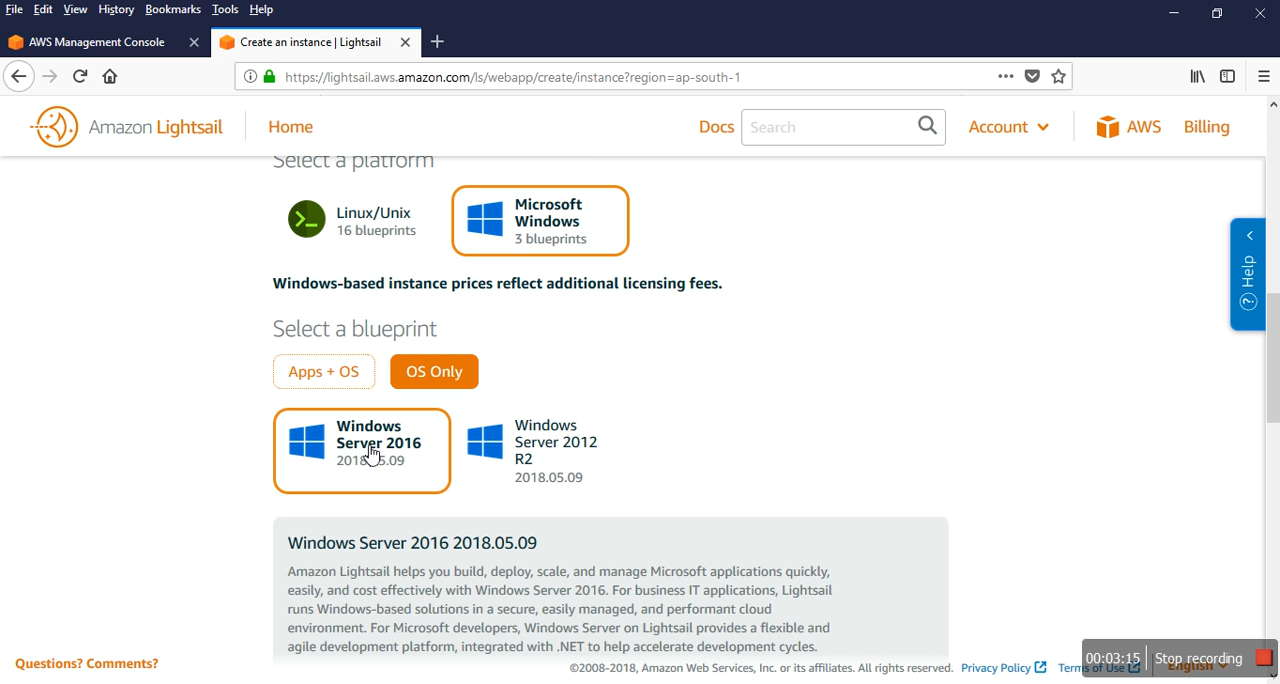 File Edit View History Bookmarks Tools Help
AWS Management Console
Create an instance | Lightsail
https://lightsail.aws.amazon.com/ls/webapp/create/instance?region=ap-south-1
Amazon Lightsail
Home
Docs
Search
Account
AWS
Billing
Select a platform
Linux/Unix
16 blueprints
Microsoft
Windows
3 blueprints
Help
Windows-based instance prices reflect additional licensing fees.
Select a blueprint
Apps + OS
OS Only
Windows
Server 2016
2018.05.09
Windows
Server 2012
R2
2018.05.09
Windows Server 2016 2018.05.09
Amazon Lightsail helps you build, deploy, scale, and manage Microsoft applications quickly,
easily, and cost effectively with Windows Server 2016. For business IT applications, Lightsail
runs Windows-based solutions in a secure, easily managed, and performant cloud
environment. For Microsoft developers, Windows Server on Lightsail provides a flexible and
agile development platform, integrated with .NET to help accelerate development cycles.
Questions? Comments?
©2008-2018, Amazon Web Services, Inc. or its affiliates. All rights reserved. Privacy Policy Terms of Use English
00:03:15 Stop recording